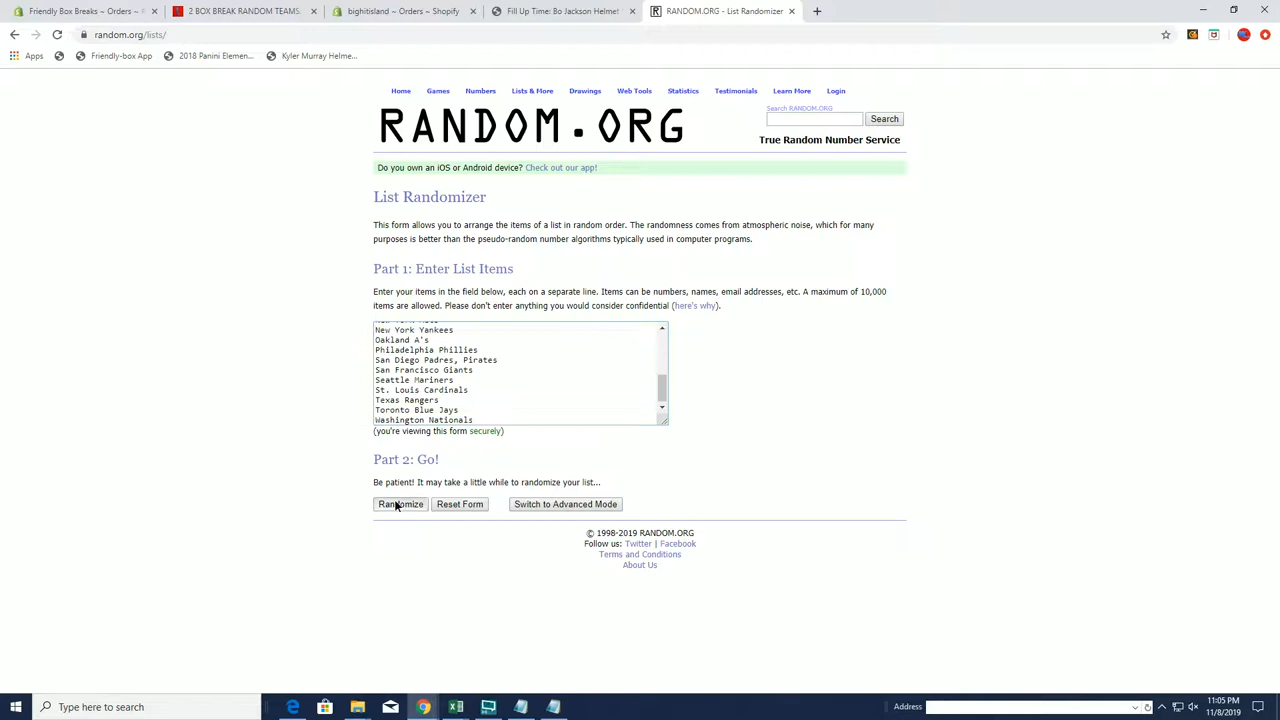 Friendly Box Breaks ~ Orders ~
2 BOX BREAK RANDOM TEAMS
bighitisland ~ Orders ~ Shopify
Fill Up Time: Bo Jackson Helmet
RANDOM.ORG - List Randomizer
random.org/lists/
Apps
Friendly-box App
2018 Panini Elemen...
Kyler Murray Helme...
Home Games Numbers Lists & More Drawings Web Tools Statistics Testimonials Learn More Login
RANDOM.ORG
Search RANDOM.ORG
Search
True Random Number Service
Do you own an iOS or Android device? Check out our app!
List Randomizer
This form allows you to arrange the items of a list in random order. The randomness comes from atmospheric noise, which for many
purposes is better than the pseudo-random number algorithms typically used in computer programs.
Part 1: Enter List Items
Enter your items in the field below, each on a separate line. Items can be numbers, names, email addresses, etc. A maximum of 10,000
items are allowed. Please don't enter anything you would consider confidential (here's why).
New York Yankees
Oakland A's
Philadelphia Phillies
San Diego Padres, Pirates
San Francisco Giants
Seattle Mariners
St. Louis Cardinals
Texas Rangers
Toronto Blue Jays
Washington Nationals
(you're viewing this form securely)
Part 2: Go!
Be patient! It may take a little while to randomize your list...
Randomize Reset Form Switch to Advanced Mode
© 1998-2019 RANDOM.ORG
Follow us: Twitter | Facebook
Terms and Conditions
About Us
Type here to search
Address
11:05 PM
11/8/2019